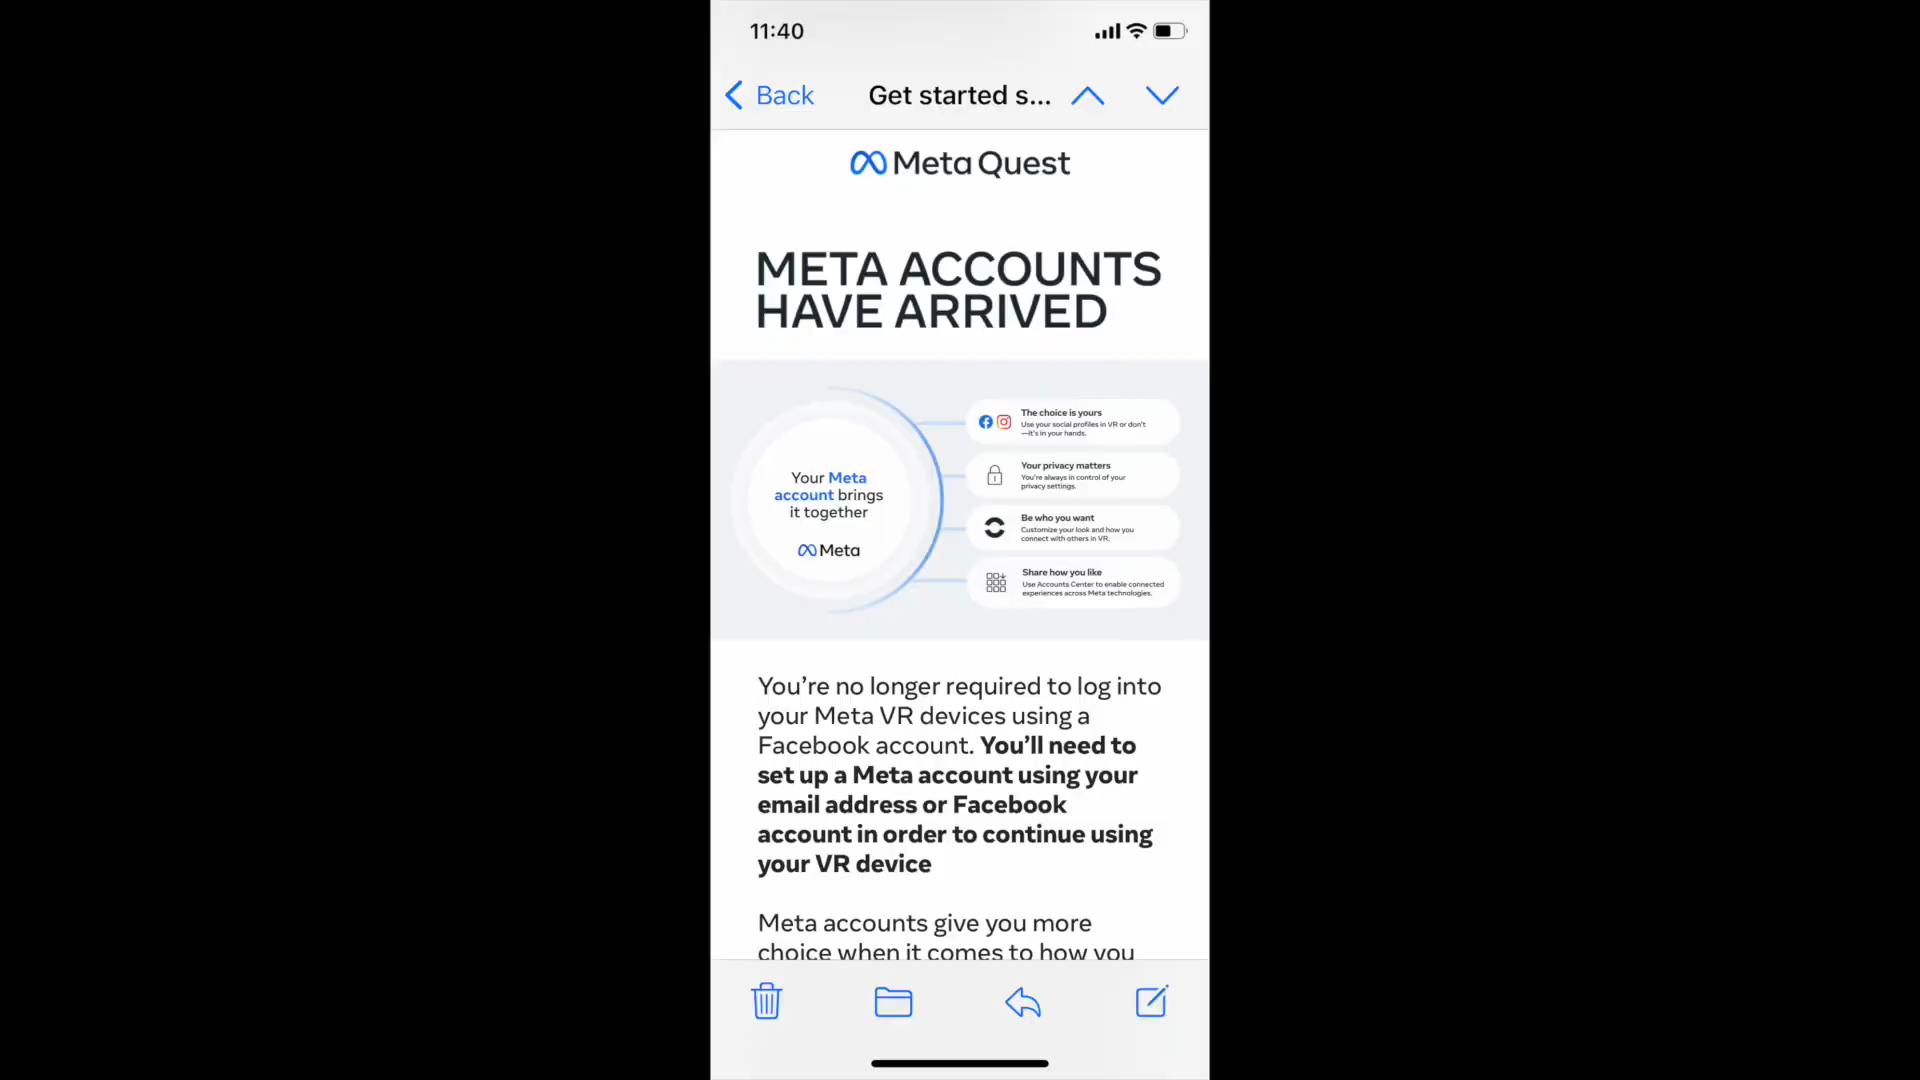 11:40
Back
Get started s...
Meta Quest
META ACCOUNTS
HAVE ARRIVED
Your Meta
account brings
it together
Meta
The choice is yours
Use your social profiles in VR or don't
—it's in your hands.
Your privacy matters
You're always in control of your
privacy settings.
Be who you want
Customize your look and how you
connect with others in VR.
Share how you like
Use Accounts Center to enable connected
experiences across Meta technologies.
You’re no longer required to log into
your Meta VR devices using a
Facebook account. You’ll need to
set up a Meta account using your
email address or Facebook
account in order to continue using
your VR device
Meta accounts give you more
choice when it comes to how you